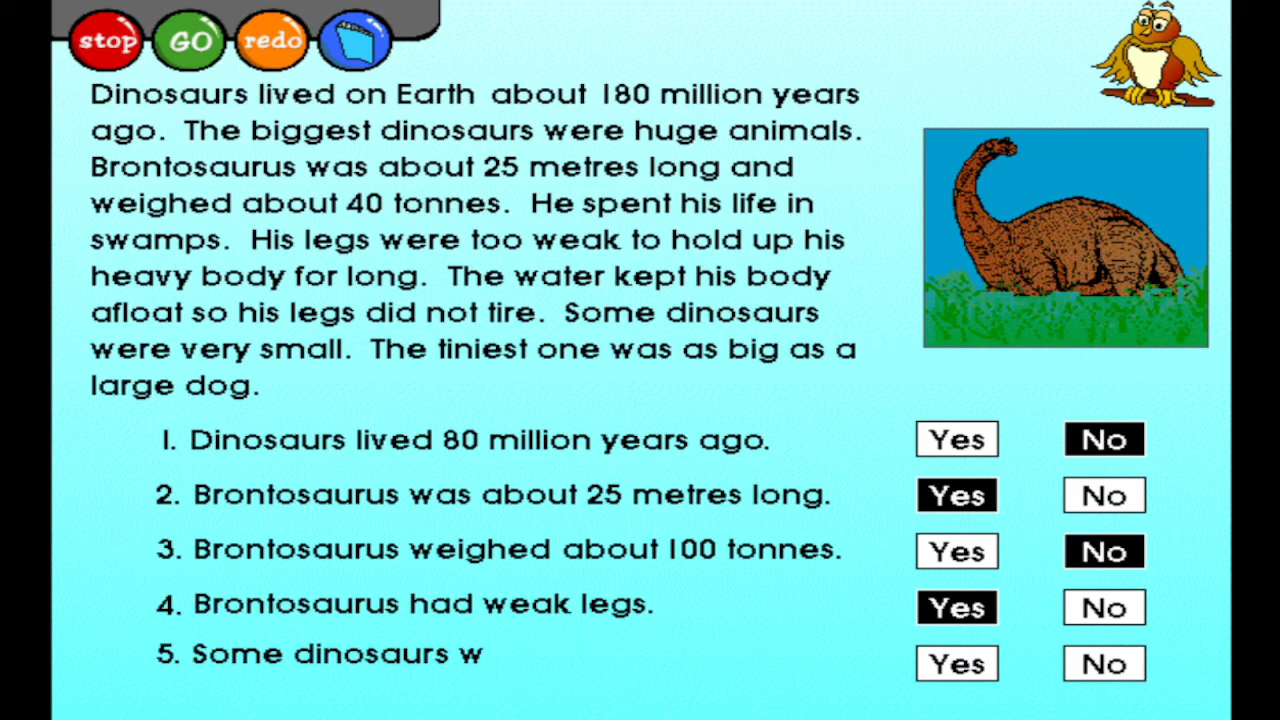 stop GO redo
Dinosaurs lived on Earth about 180 million years
ago. The biggest dinosaurs were huge animals.
Brontosaurus was about 25 metres long and
weighed about 40 tonnes. He spent his life in
swamps. His legs were too weak to hold up his
heavy body for long. The water kept his body
afloat so his legs did not tire. Some dinosaurs
were very small. The tiniest one was as big as a
large dog.
1. Dinosaurs lived 80 million years ago. Yes No
2. Brontosaurus was about 25 metres long. Yes No
3. Brontosaurus weighed about 100 tonnes. Yes No
4. Brontosaurus had weak legs. Yes No
5. Some dinosaurs w Yes No